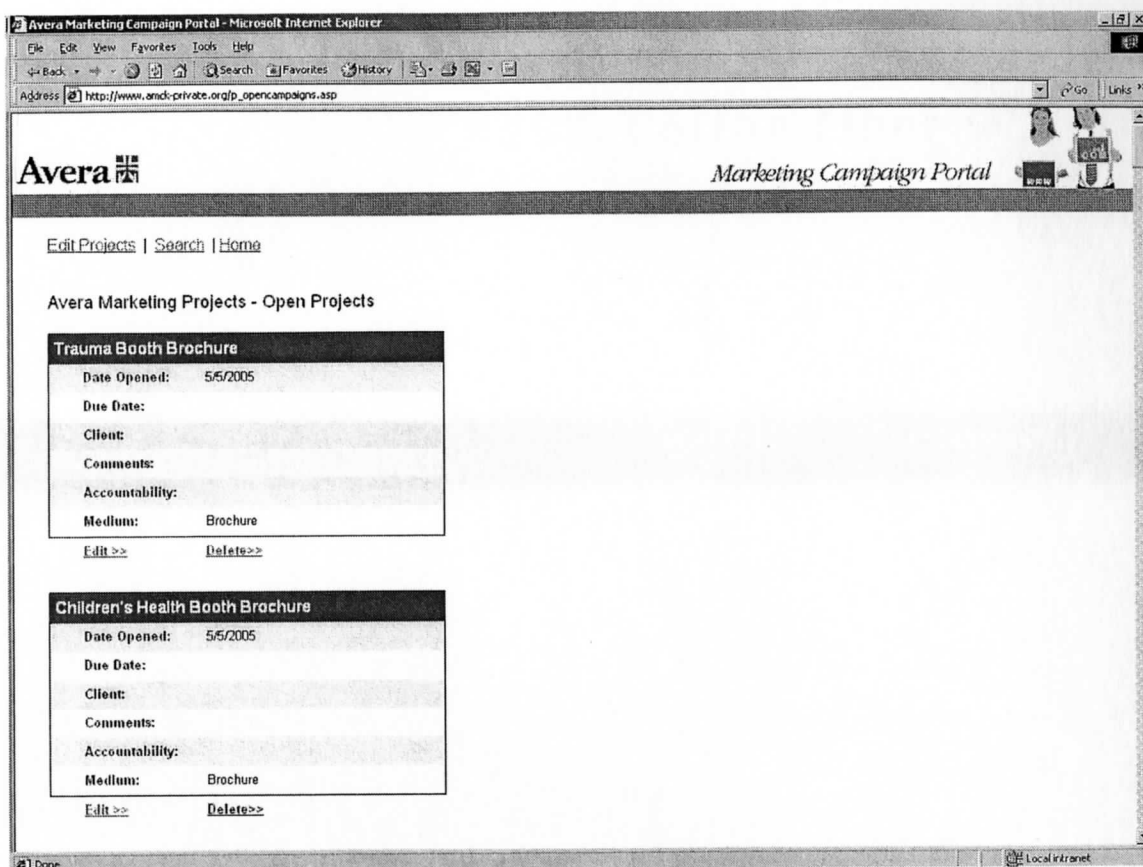 Avera Marketing Campaign Portal - Microsoft Internet Explorer
File Edit View Favorites Tools Help
Back Search Favorites History
Address http://www.amck-private.org/p_opencampaigns.asp Go Links »
Avera Marketing Campaign Portal
Edit Projects | Search | Home
Avera Marketing Projects - Open Projects
Trauma Booth Brochure
Date Opened: 5/5/2005
Due Date:
Client:
Comments:
Accountability:
Medium: Brochure
Edit >> Delete>>
Children's Health Booth Brochure
Date Opened: 5/5/2005
Due Date:
Client:
Comments:
Accountability:
Medium: Brochure
Edit >> Delete>>
Done Local intranet